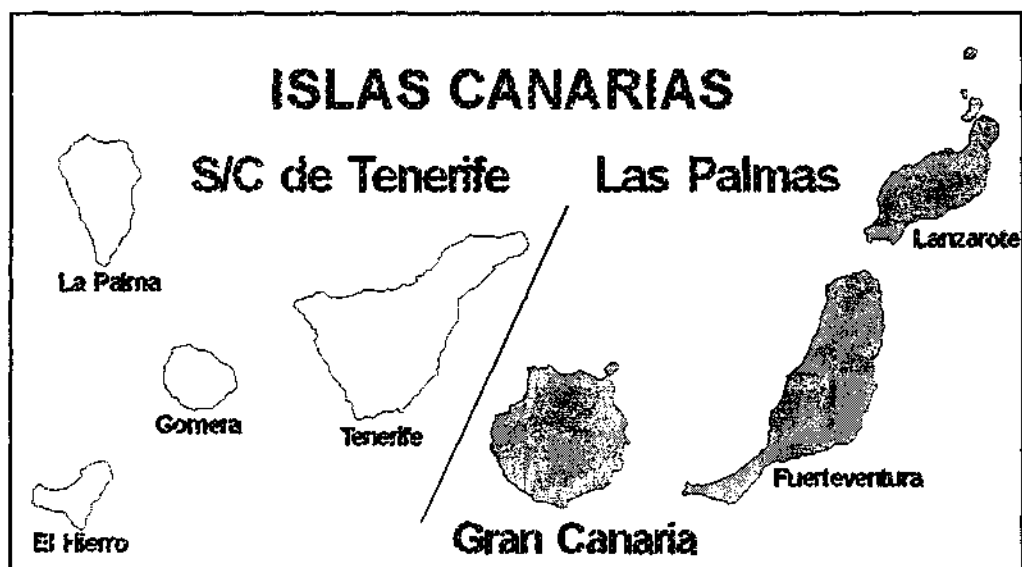 ISLAS CANARIAS
S/C de Tenerife
Las Palmas
Lanzarote
La Palma
Gomera
Tenerife
Fuerteventura
El Hierro
Gran Canaria